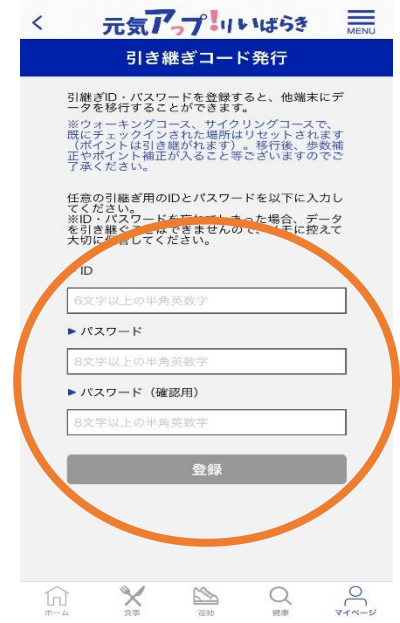 元気アっプ!りいばらき
MENU
引き継ぎコード発行
引継ぎID・パスワードを登録すると、他端末にデ
ータを移行することができます。
※ウォーキングコース、サイクリングコースで、
既にチェックインされた場所はリセットされます
(ポイントは引き継がれます)。移行後、歩数補
正やポイント補正が入ること等ございますのでご
了承ください。
任意の引継ぎ用のIDとパスワードを以下に入力し
てください。
※ID・パスワードを忘れてしまった場合、データ
を引き継ぐことはできませんので、メモに控えて
大切に保管してください。
ID
6文字以上の半角英数字
▶ パスワード
8文字以上の半角英数字
▶ パスワード(確認用)
8文字以上の半角英数字
登録
ホーム 食事 運動 健康 マイページ